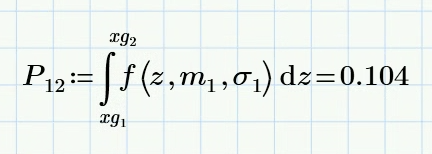 xg₂
P₁₂:=∫f(z,m₁,σ₁)dz=0.104
xg₁